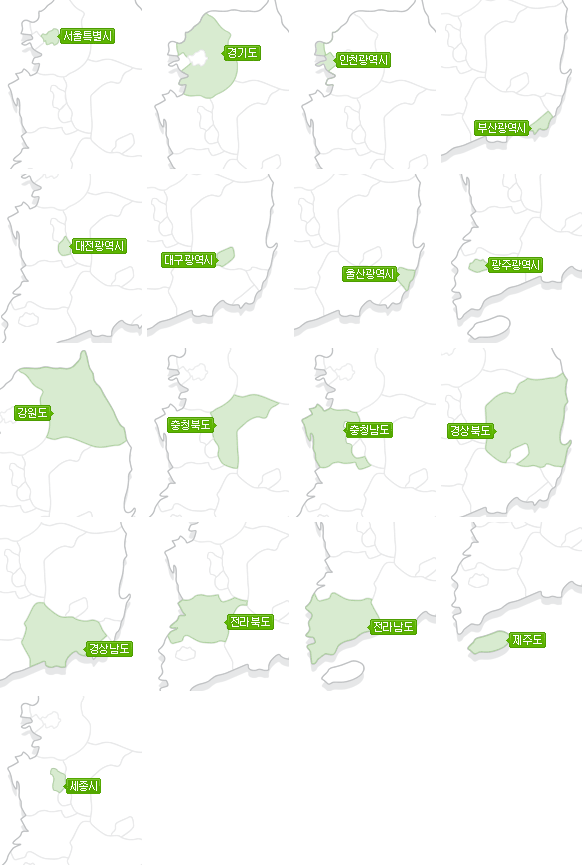 서울특별시
경기도
인천광역시
부산광역시
대전광역시
대구광역시
울산광역시
광주광역시
강원도
충청북도
충청남도
경상북도
경상남도
전라북도
전라남도
제주도
세종시